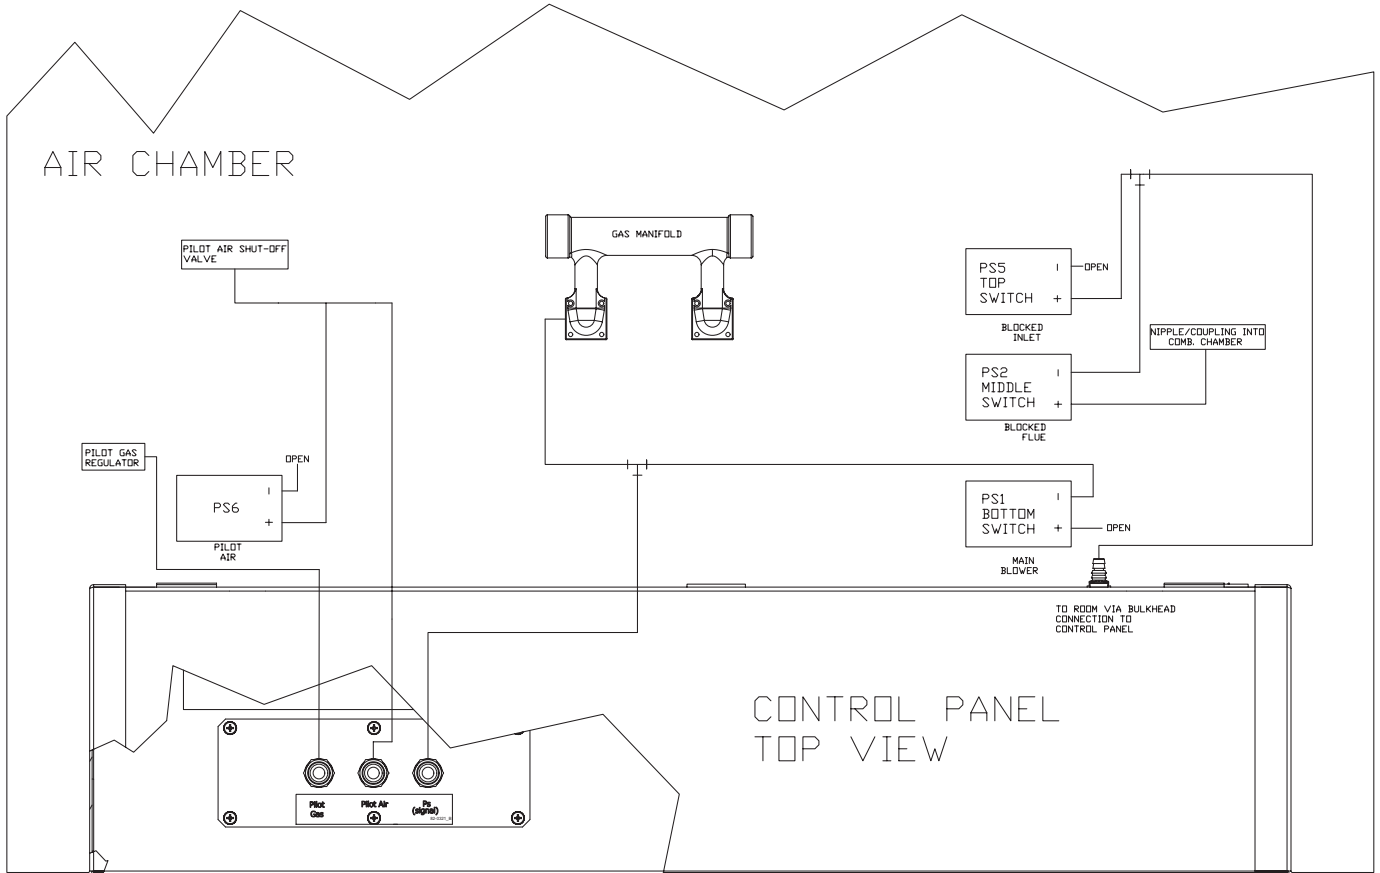 AIR CHAMBER
PILOT AIR SHUT-OFF
VALVE
GAS MANIFOLD
PS5
TOP
SWITCH
-
+
OPEN
BLOCKED
INLET
NIPPLE/COUPLING INTO
COMB. CHAMBER
PS2
MIDDLE
SWITCH
-
+
BLOCKED
FLUE
PILOT GAS
REGULATOR
OPEN
PS6
-
+
PILOT
AIR
PS1
BOTTOM
SWITCH
-
+
OPEN
MAIN
BLOWER
TO ROOM VIA BULKHEAD
CONNECTION TO
CONTROL PANEL
CONTROL PANEL
TOP VIEW
Pilot
Gas
Pilot Air
Ps
(signal)